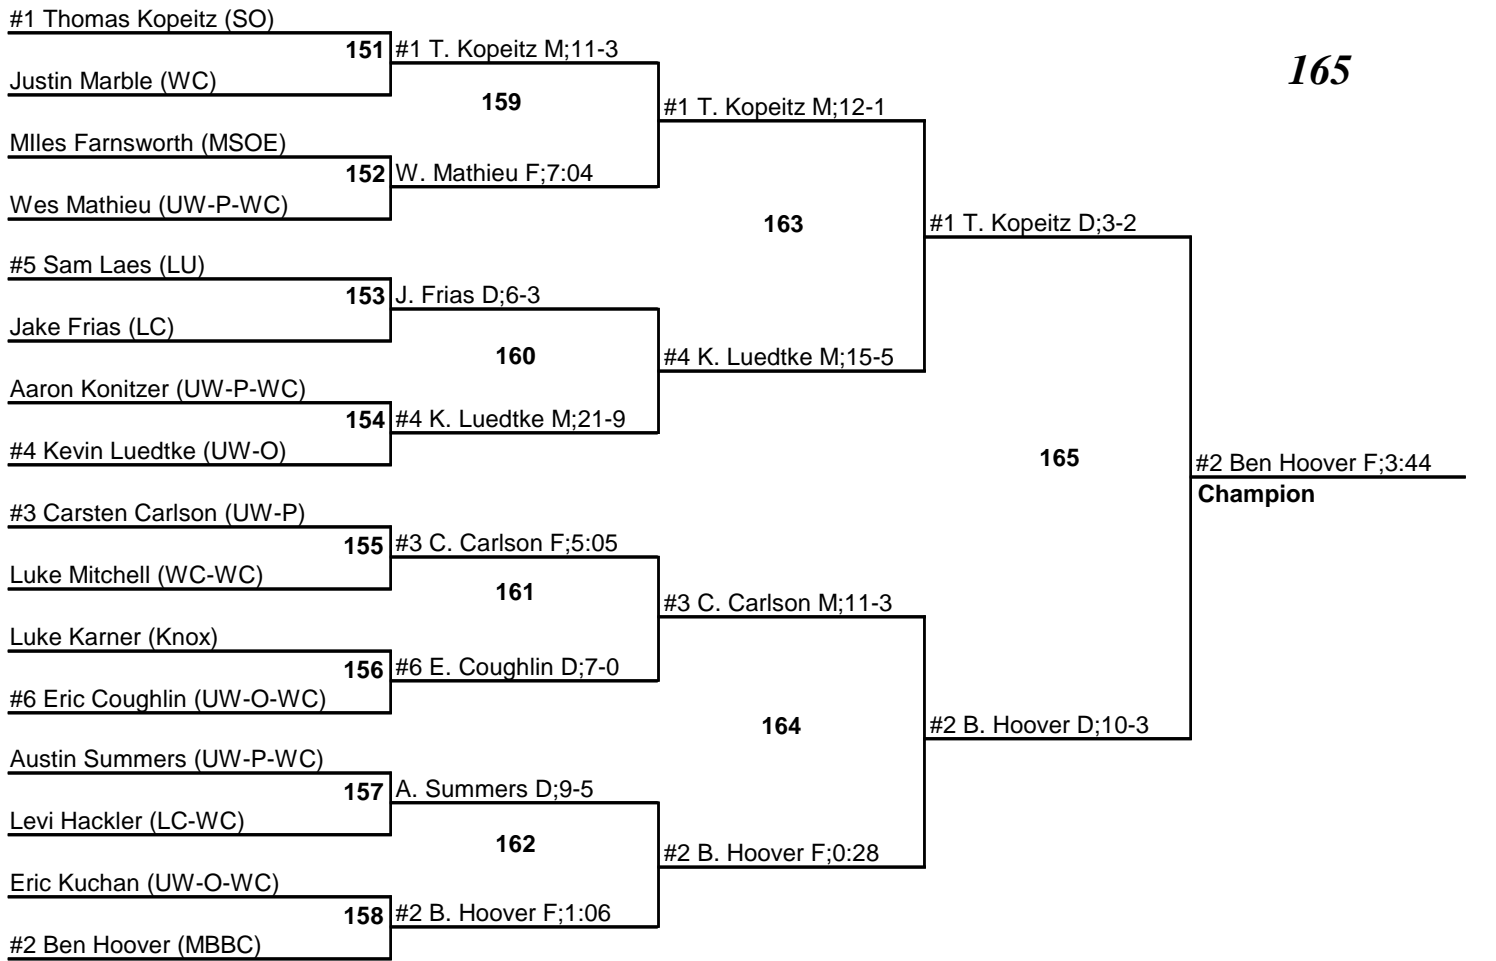 #1 Thomas Kopeitz (SO)
151
#1 T. Kopeitz M;11-3
165
Justin Marble (WC)
159
#1 T. Kopeitz M;12-1
MIles Farnsworth (MSOE)
152
W. Mathieu F;7:04
Wes Mathieu (UW-P-WC)
163
#1 T. Kopeitz D;3-2
#5 Sam Laes (LU)
153
J. Frias D;6-3
Jake Frias (LC)
160
#4 K. Luedtke M;15-5
Aaron Konitzer (UW-P-WC)
154
#4 K. Luedtke M;21-9
#4 Kevin Luedtke (UW-O)
165
#2 Ben Hoover F;3:44
Champion
#3 Carsten Carlson (UW-P)
155
#3 C. Carlson F;5:05
Luke Mitchell (WC-WC)
161
#3 C. Carlson M;11-3
Luke Karner (Knox)
156
#6 E. Coughlin D;7-0
#6 Eric Coughlin (UW-O-WC)
164
#2 B. Hoover D;10-3
Austin Summers (UW-P-WC)
157
A. Summers D;9-5
Levi Hackler (LC-WC)
162
#2 B. Hoover F;0:28
Eric Kuchan (UW-O-WC)
158
#2 B. Hoover F;1:06
#2 Ben Hoover (MBBC)